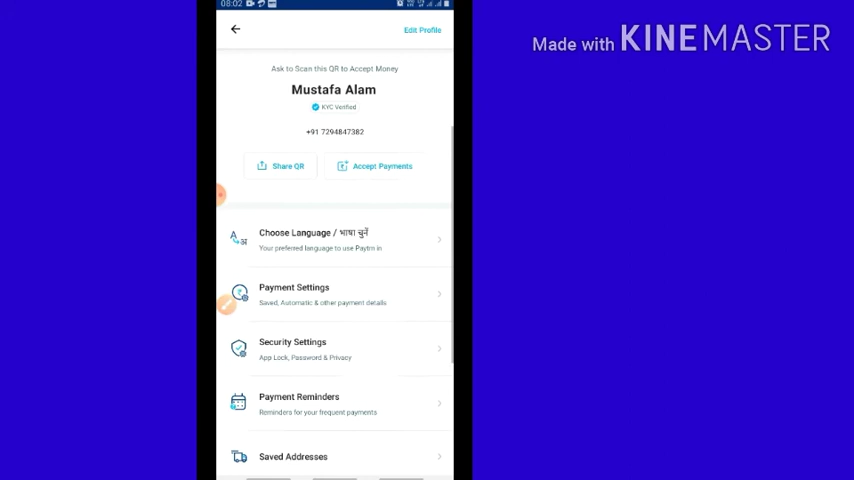 08:02
Edit Profile
Made with KINEMASTER
Ask to Scan this QR to Accept Money
Mustafa Alam
KYC Verified
+91 7294847382
Share QR
Accept Payments
Choose Language / भाषा चुनें
Your preferred language to use Paytm in
Payment Settings
Saved, Automatic & other payment details
Security Settings
App Lock, Password & Privacy
Payment Reminders
Reminders for your frequent payments
Saved Addresses